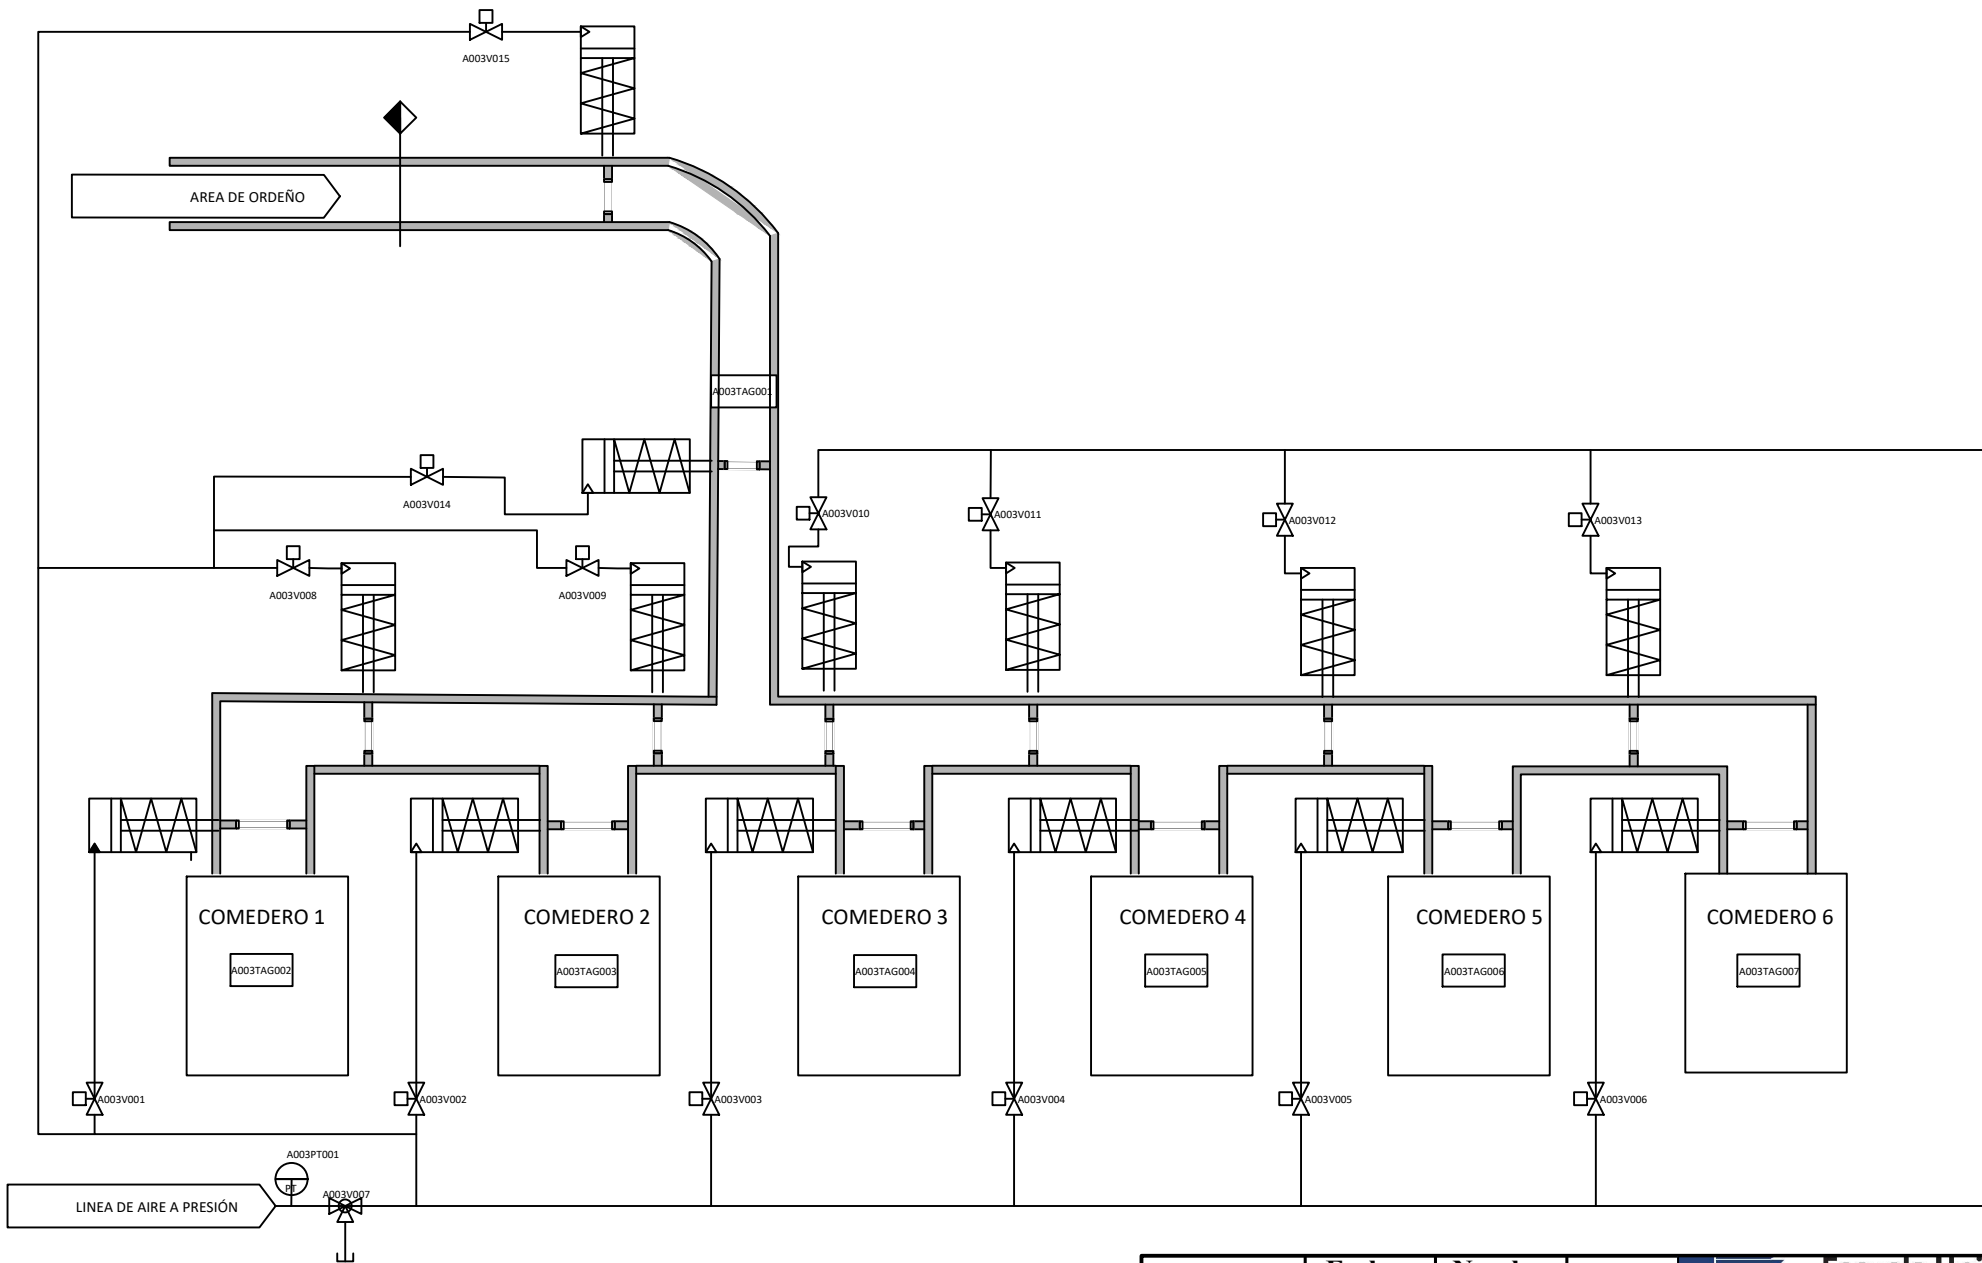 A003V015
AREA DE ORDEÑO
A003TAG001
A003V014
A003V010
A003V011
A003V012
A003V013
A003V008
A003V009
COMEDERO 1
COMEDERO 2
COMEDERO 3
COMEDERO 4
COMEDERO 5
COMEDERO 6
A003TAG002
A003TAG003
A003TAG004
A003TAG005
A003TAG006
A003TAG007
A003V001
A003V002
A003V003
A003V004
A003V005
A003V006
A003PT001
PT
A003V007
LINEA DE AIRE A PRESIÓN